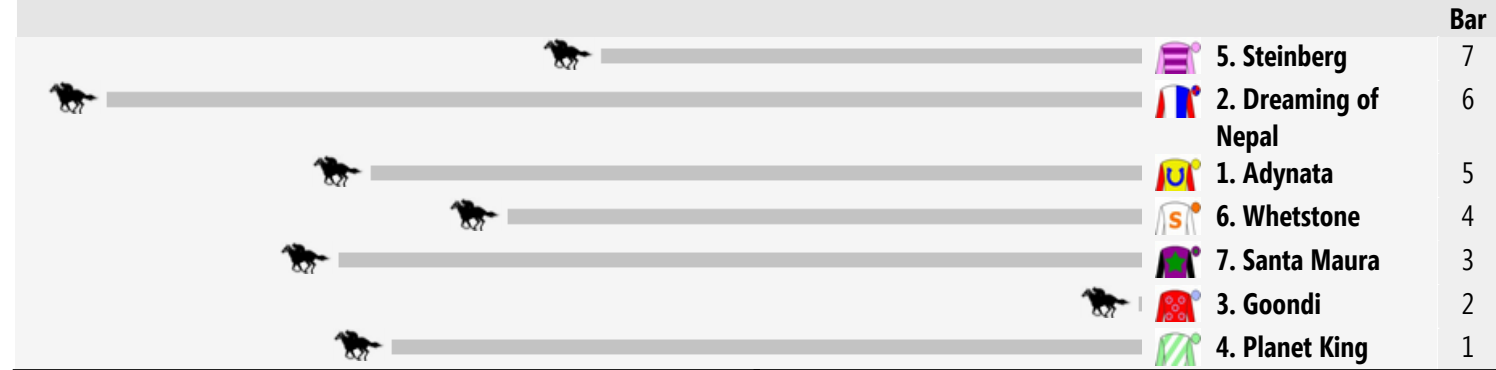 Bar
5. Steinberg 7
2. Dreaming of 6
Nepal
1. Adynata 5
S 6. Whetstone 4
7. Santa Maura 3
3. Goondi 2
4. Planet King 1